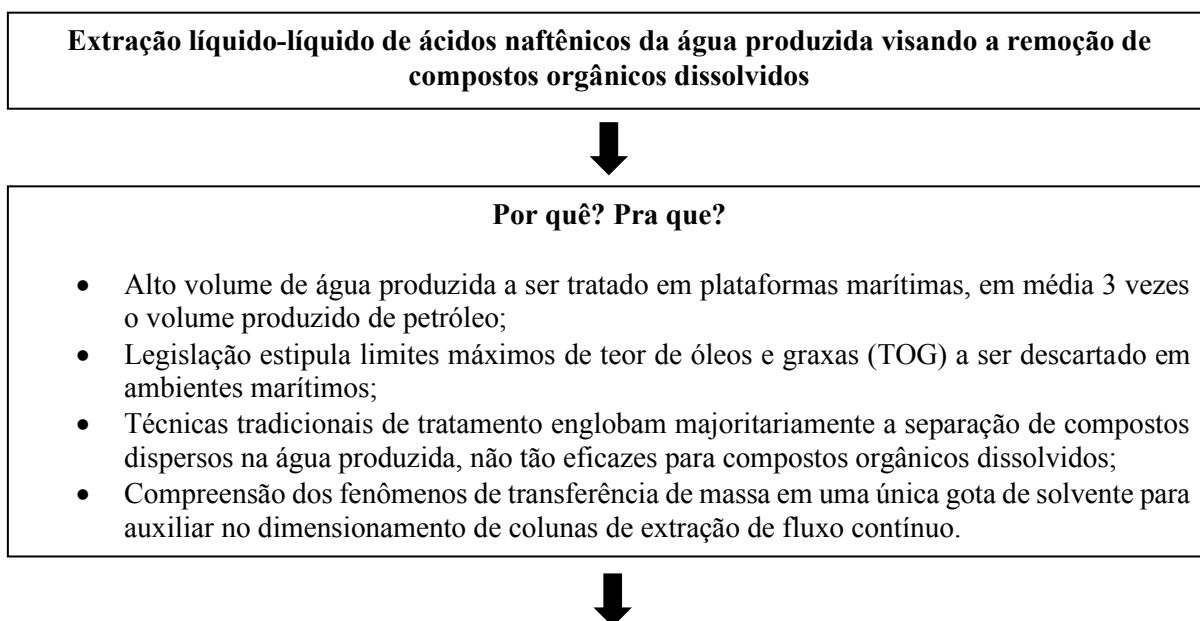 Extração líquido-líquido de ácidos naftênicos da água produzida visando a remoção de
compostos orgânicos dissolvidos
Por quê? Pra que?
• Alto volume de água produzida a ser tratado em plataformas marítimas, em média 3 vezes
o volume produzido de petróleo;
• Legislação estipula limites máximos de teor de óleos e graxas (TOG) a ser descartado em
ambientes marítimos;
• Técnicas tradicionais de tratamento englobam majoritariamente a separação de compostos
dispersos na água produzida, não tão eficazes para compostos orgânicos dissolvidos;
• Compreensão dos fenômenos de transferência de massa em uma única gota de solvente para
auxiliar no dimensionamento de colunas de extração de fluxo contínuo.